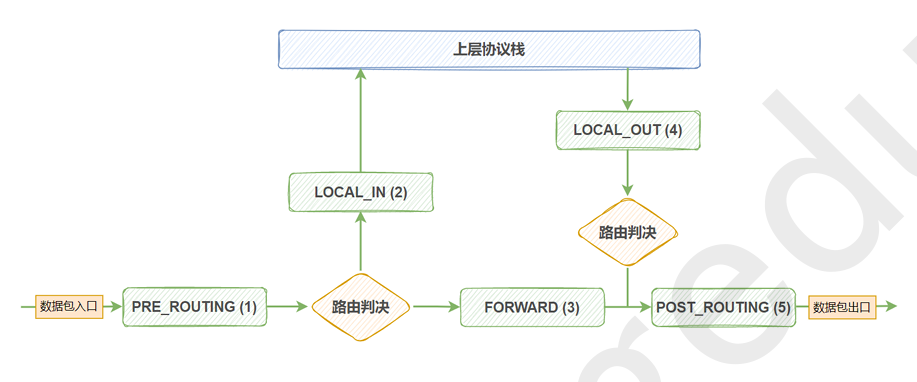 上层协议栈
LOCAL_OUT (4)
LOCAL_IN (2)
路由判决
数据包入口
PRE_ROUTING (1)
路由判决
FORWARD (3)
POST_ROUTING (5)
数据包出口